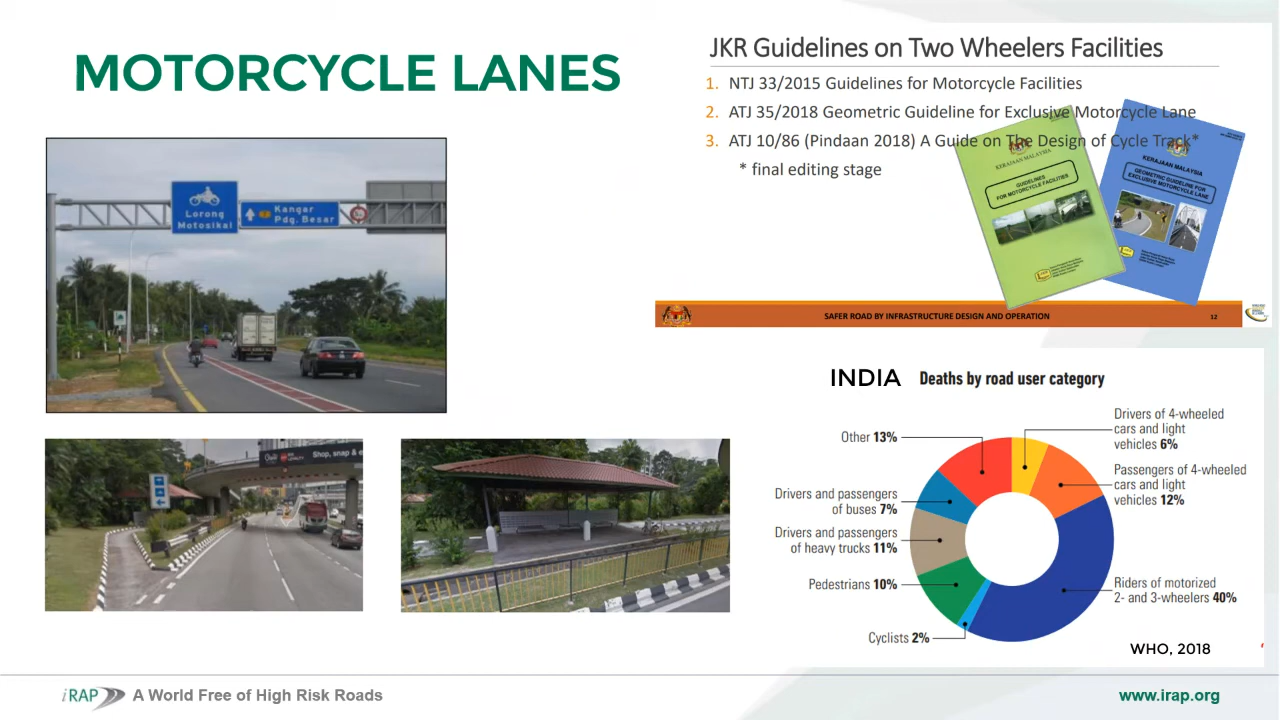 MOTORCYCLE LANES
JKR Guidelines on Two Wheelers Facilities
1. NTJ 33/2015 Guidelines for Motorcycle Facilities
2. ATJ 35/2018 Geometric Guideline for Exclusive Motorcycle Lane
3. ATJ 10/86 (Pindaan 2018) A Guide on The Design of Cycle Track*
* final editing stage
KERAJAAN MALAYSIA
GUIDELINES
FOR MOTORCYCLE FACILITIES
KERAJAAN MALAYSIA
GEOMETRIC GUIDELINE FOR
EXCLUSIVE MOTORCYCLE LANE
SAFER ROAD BY INFRASTRUCTURE DESIGN AND OPERATION
12
Lorong
Motosikal
Kangar
Pdg. Besar
Shop, snap & e
INDIA Deaths by road user category
Drivers of 4-wheeled
cars and light
vehicles 6%
Passengers of 4-wheeled
cars and light
vehicles 12%
Riders of motorized
2- and 3-wheelers 40%
Cyclists 2%
Pedestrians 10%
Drivers and passengers
of heavy trucks 11%
Drivers and passengers
of buses 7%
Other 13%
WHO, 2018
iRAP A World Free of High Risk Roads
www.irap.org